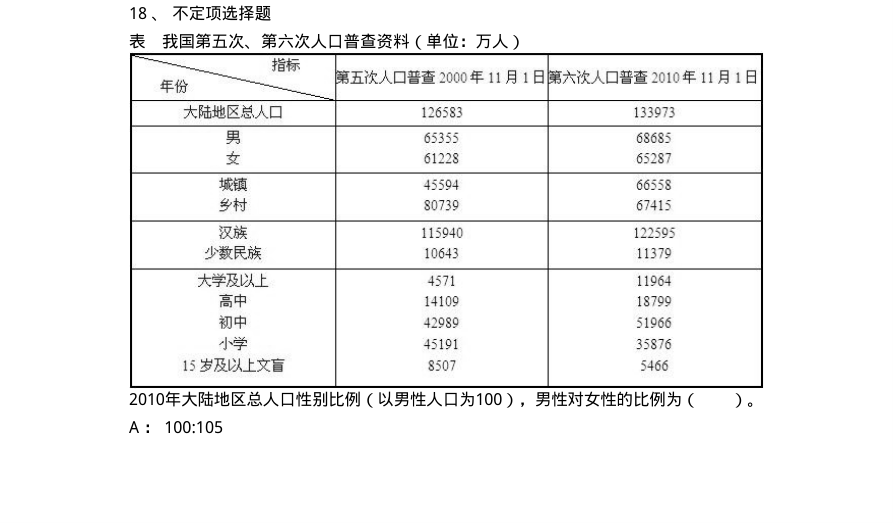 18 、 不定项选择题
表 我国第五次、第六次人口普查资料（单位：万人）
指标
年份
第五次人口普查 2000 年 11 月 1 日 第六次人口普查 2010 年 11 月 1 日
大陆地区总人口 126583 133973
男 65355 68685
女 61228 65287
城镇 45594 66558
乡村 80739 67415
汉族 115940 122595
少数民族 10643 11379
大学及以上 4571 11964
高中 14109 18799
初中 42989 51966
小学 45191 35876
15 岁及以上文盲 8507 5466
2010年大陆地区总人口性别比例（以男性人口为100），男性对女性的比例为（ ）。
A： 100:105